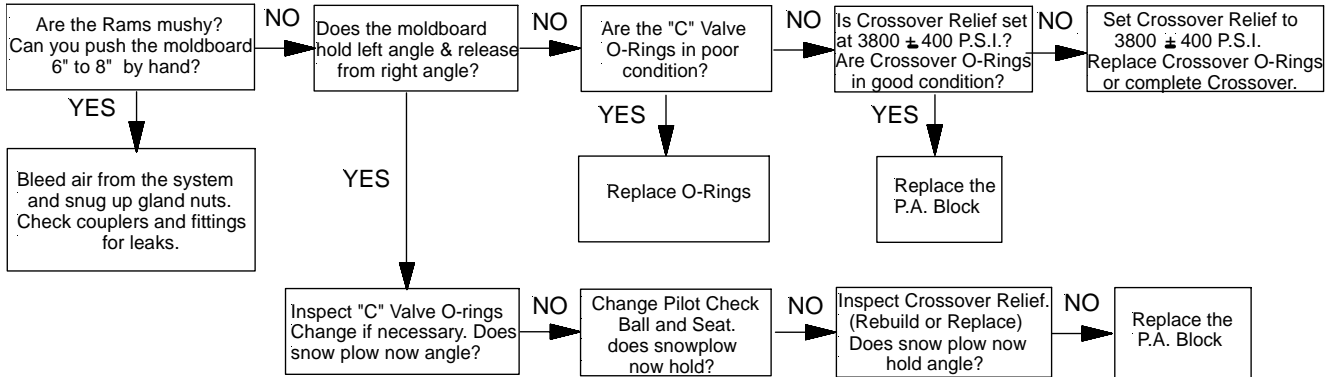 Are the Rams mushy?
Can you push the moldboard
6" to 8" by hand?
NO
Does the moldboard
hold left angle & release
from right angle?
NO
Are the "C" Valve
O-Rings in poor
condition?
NO
Is Crossover Relief set
at 3800 ± 400 P.S.I.?
Are Crossover O-Rings
in good condition?
NO
Set Crossover Relief to
3800 ± 400 P.S.I.
Replace Crossover O-Rings
or complete Crossover.
YES
YES
YES
YES
Bleed air from the system
and snug up gland nuts.
Check couplers and fittings
for leaks.
Replace O-Rings
Replace the
P.A. Block
Inspect "C" Valve O-rings
Change if necessary. Does
snow plow now angle?
NO
Change Pilot Check
Ball and Seat.
does snowplow
now hold?
NO
Inspect Crossover Relief.
(Rebuild or Replace)
Does snow plow now
hold angle?
NO
Replace the
P.A. Block